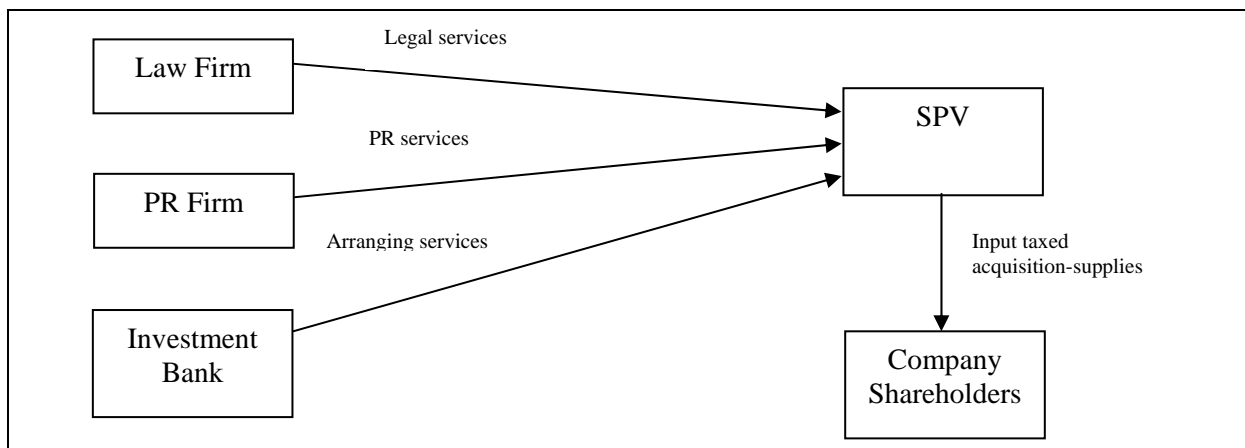 Legal services
Law Firm
SPV
PR services
PR Firm
Arranging services
Input taxed
acquisition-supplies
Investment
Bank
Company
Shareholders